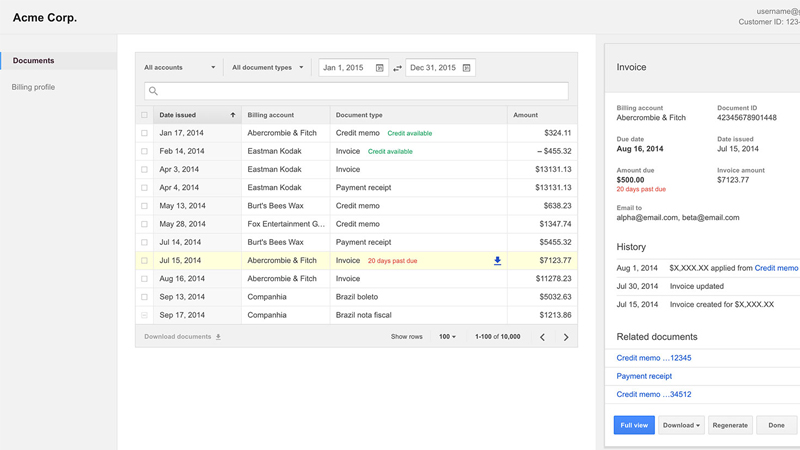 Acme Corp.
username@
Customer ID: 123-
Documents
Billing profile
All accounts
All document types
Jan 1, 2015
Dec 31, 2015
Date issued Billing account Document type Amount
Jan 17, 2014 Abercrombie & Fitch Credit memo Credit available $324.11
Feb 14, 2014 Eastman Kodak Invoice Credit available – $455.32
Apr 3, 2014 Eastman Kodak Invoice $13131.13
Apr 4, 2014 Eastman Kodak Payment receipt $13131.13
May 13, 2014 Burt's Bees Wax Credit memo $638.23
May 28, 2014 Fox Entertainment G... Credit memo $1347.74
Jul 14, 2014 Burt's Bees Wax Payment receipt $5455.32
Jul 15, 2014 Abercrombie & Fitch Invoice 20 days past due $7123.77
Aug 16, 2014 Abercrombie & Fitch Invoice $11278.23
Sep 13, 2014 Companhia Brazil boleto $5032.63
Sep 17, 2014 Companhia Brazil nota fiscal $1213.86
Download documents Show rows 100 1-100 of 10,000
Invoice
Billing account Document ID
Abercrombie & Fitch 42345678901448
Due date Date issued
Aug 16, 2014 Jul 15, 2014
Amount due Invoice amount
$500.00 $7123.77
20 days past due
Email to
alpha@email.com, beta@email.com
History
Aug 1, 2014 $X,XXX.XX applied from Credit memo
Jul 30, 2014 Invoice updated
Jul 15, 2014 Invoice created for $X,XXX.XX
Related documents
Credit memo ...12345
Payment receipt
Credit memo ...34512
Full view Download Regenerate Done